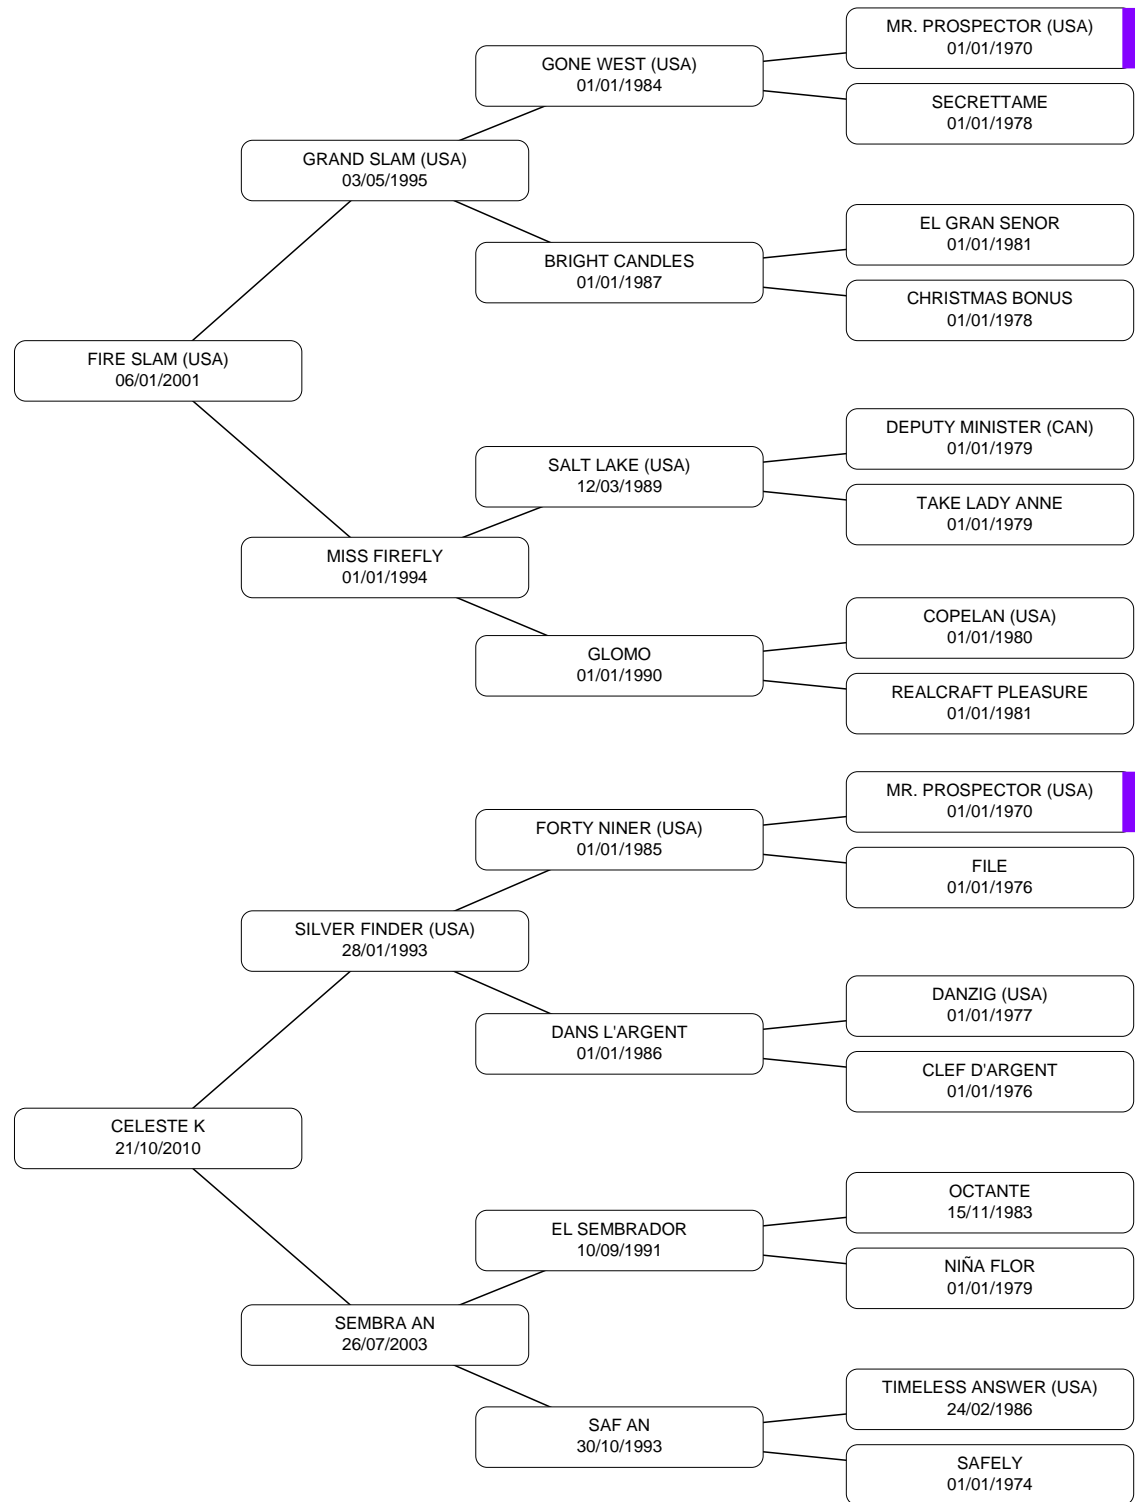 MR. PROSPECTOR (USA)
01/01/1970
GONE WEST (USA)
01/01/1984
SECRETTAME
01/01/1978
GRAND SLAM (USA)
03/05/1995
EL GRAN SENOR
01/01/1981
BRIGHT CANDLES
01/01/1987
CHRISTMAS BONUS
01/01/1978
FIRE SLAM (USA)
06/01/2001
DEPUTY MINISTER (CAN)
01/01/1979
SALT LAKE (USA)
12/03/1989
TAKE LADY ANNE
01/01/1979
MISS FIREFLY
01/01/1994
COPELAN (USA)
01/01/1980
GLOMO
01/01/1990
REALCRAFT PLEASURE
01/01/1981
MR. PROSPECTOR (USA)
01/01/1970
FORTY NINER (USA)
01/01/1985
FILE
01/01/1976
SILVER FINDER (USA)
28/01/1993
DANZIG (USA)
01/01/1977
DANS L'ARGENT
01/01/1986
CLEF D'ARGENT
01/01/1976
CELESTE K
21/10/2010
OCTANTE
15/11/1983
EL SEMBRADOR
10/09/1991
NIÑA FLOR
01/01/1979
SEMBRA AN
26/07/2003
TIMELESS ANSWER (USA)
24/02/1986
SAF AN
30/10/1993
SAFELY
01/01/1974